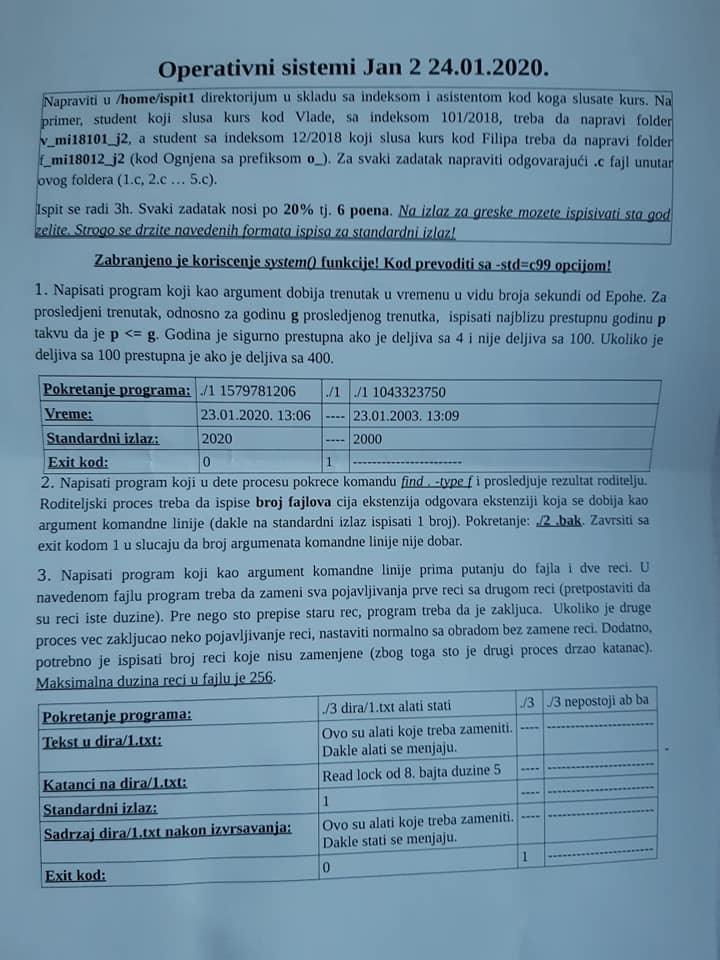 Operativni sistemi Jan 2 24.01.2020.
Napraviti u /home/ispit1 direktorijum u skladu sa indeksom i asistentom kod koga slusate kurs. Na
primer, student koji slusa kurs kod Vlade, sa indeksom 101/2018, treba da napravi folder
v_mi18101_j2, a student sa indeksom 12/2018 koji slusa kurs kod Filipa treba da napravi folder
f_mi18012_j2 (kod Ognjena sa prefiksom o_). Za svaki zadatak napraviti odgovarajući .c fajl unutar
ovog foldera (1.c, 2.c … 5.c).
Ispit se radi 3h. Svaki zadatak nosi po 20% tj. 6 poena. Na izlaz za greske mozete ispisivati sta god
zelite. Strogo se drzite navedenih formata ispisa za standardni izlaz!
Zabranjeno je koriscenje system() funkcije! Kod prevoditi sa -std=c99 opcijom!
1. Napisati program koji kao argument dobija trenutak u vremenu u vidu broja sekundi od Epohe. Za
prosledjeni trenutak, odnosno za godinu g prosledjenog trenutka, ispisati najblizu prestupnu godinu p
takvu da je p <= g. Godina je sigurno prestupna ako je deljiva sa 4 i nije deljiva sa 100. Ukoliko je
deljiva sa 100 prestupna je ako je deljiva sa 400.
Pokretanje programa: ./1 1579781206 ./1 ./1 1043323750
Vreme: 23.01.2020. 13:06 ---- 23.01.2003. 13:09
Standardni izlaz: 2020 ---- 2000
Exit kod: 0 1 -----------------------
2. Napisati program koji u dete procesu pokrece komandu find . -type f i prosledjuje rezultat roditelju.
Roditeljski proces treba da ispise broj fajlova cija ekstenzija odgovara ekstenziji koja se dobija kao
argument komandne linije (dakle na standardni izlaz ispisati 1 broj). Pokretanje: ./2 .bak. Zavrsiti sa
exit kodom 1 u slucaju da broj argumenata komandne linije nije dobar.
3. Napisati program koji kao argument komandne linije prima putanju do fajla i dve reci. U
navedenom fajlu program treba da zameni sva pojavljivanja prve reci sa drugom reci (pretpostaviti da
su reci iste duzine). Pre nego sto prepise staru rec, program treba da je zakljuca. Ukoliko je druge
proces vec zakljucao neko pojavljivanje reci, nastaviti normalno sa obradom bez zamene reci. Dodatno,
potrebno je ispisati broj reci koje nisu zamenjene (zbog toga sto je drugi proces drzao katanac).
Maksimalna duzina reci u fajlu je 256.
Pokretanje programa: ./3 dira/1.txt alati stati ./3 ./3 nepostoji ab ba
Tekst u dira/1.txt: Ovo su alati koje treba zameniti. ---- -----------------------
Dakle alati se menjaju.
Katanci na dira/1.txt: Read lock od 8. bajta duzine 5 ---- -----------------------
Standardni izlaz: 1 ---- -----------------------
Sadrzaj dira/1.txt nakon izvrsavanja: Ovo su alati koje treba zameniti. ---- -----------------------
Dakle stati se menjaju.
Exit kod: 0 1 -----------------------